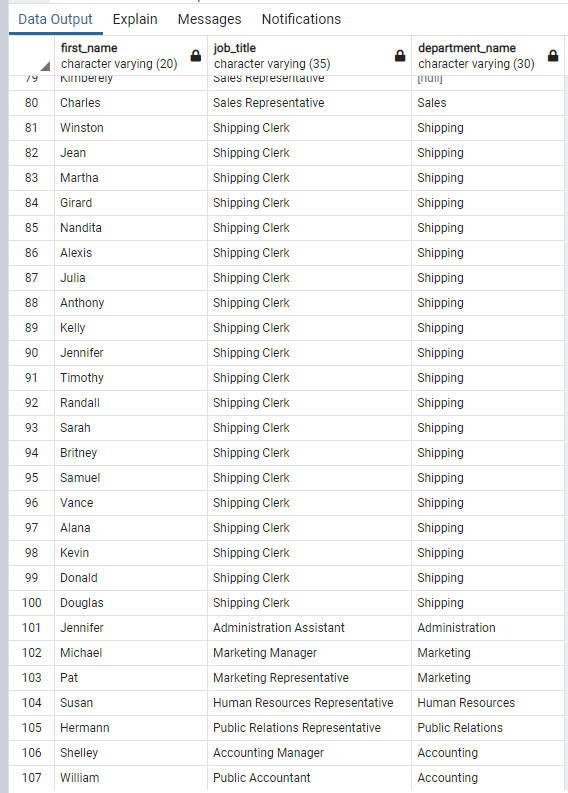 Data Output Explain Messages Notifications
first_name job_title department_name
character varying (20) character varying (35) character varying (30)
79 Kimberely Sales Representative [null]
80 Charles Sales Representative Sales
81 Winston Shipping Clerk Shipping
82 Jean Shipping Clerk Shipping
83 Martha Shipping Clerk Shipping
84 Girard Shipping Clerk Shipping
85 Nandita Shipping Clerk Shipping
86 Alexis Shipping Clerk Shipping
87 Julia Shipping Clerk Shipping
88 Anthony Shipping Clerk Shipping
89 Kelly Shipping Clerk Shipping
90 Jennifer Shipping Clerk Shipping
91 Timothy Shipping Clerk Shipping
92 Randall Shipping Clerk Shipping
93 Sarah Shipping Clerk Shipping
94 Britney Shipping Clerk Shipping
95 Samuel Shipping Clerk Shipping
96 Vance Shipping Clerk Shipping
97 Alana Shipping Clerk Shipping
98 Kevin Shipping Clerk Shipping
99 Donald Shipping Clerk Shipping
100 Douglas Shipping Clerk Shipping
101 Jennifer Administration Assistant Administration
102 Michael Marketing Manager Marketing
103 Pat Marketing Representative Marketing
104 Susan Human Resources Representative Human Resources
105 Hermann Public Relations Representative Public Relations
106 Shelley Accounting Manager Accounting
107 William Public Accountant Accounting